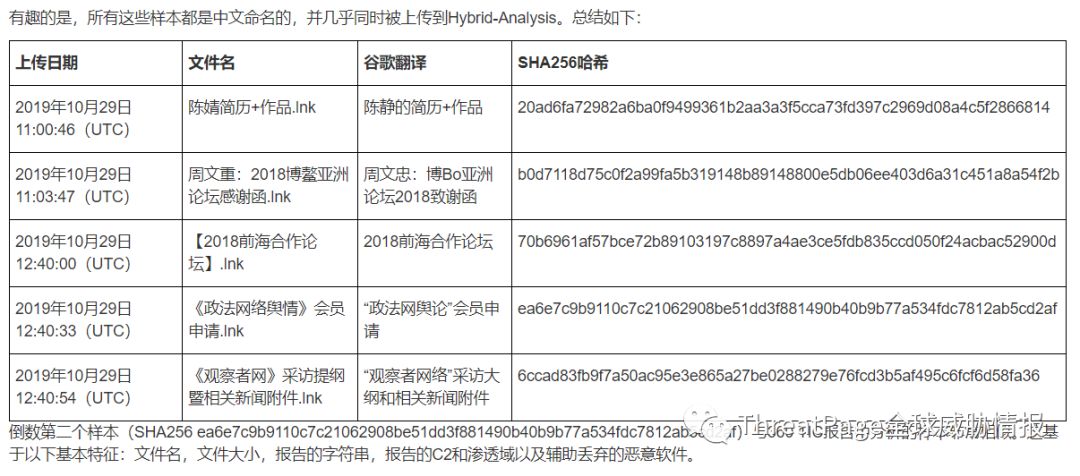 有趣的是，所有这些样本都是中文命名的，并几乎同时被上传到Hybrid-Analysis。总结如下：
上传日期 文件名 谷歌翻译 SHA256哈希
2019年10月29日 陈婧简历+作品.lnk 陈静的简历+作品 20ad6fa72982a6ba0f9499361b2aa3a3f5cca73fd397c2969d08a4c5f2866814
11:00:46（UTC）
2019年10月29日 周文重：2018博鳌亚洲 周文忠：博Bo亚洲 b0d7118d75c0f2a99fa5b319148b89148800e5db06ee403d6a31c451a8a54f2b
11:03:47（UTC） 论坛感谢函.lnk 论坛2018致谢函
2019年10月29日 【2018前海合作论 2018前海合作论坛 70b6961af57bce72b89103197c8897a4ae3ce5fdb835ccd050f24acbac52900d
12:40:00（UTC） 坛】.lnk
2019年10月29日 《政法网络舆情》会员 “政法网舆论”会员申 ea6e7c9b9110c7c21062908be51dd3f881490b40b9b77a534fdc7812ab5cd2af
12:40:33（UTC） 申请.lnk 请
2019年10月29日 《观察者网》采访提纲 “观察者网络”采访大 6ccad83fb9f7a50ac95e3e865a27be0288279e76fcd3b5af495c6fcf6d58fa36
12:40:54（UTC） 暨相关新闻附件.lnk 纲和相关新闻附件
ThreatPage全球威胁情报
倒数第二个样本（SHA256 ea6e7c9b9110c7c21062908be51dd3f881490b40b9b77a534fdc7812ab5cd2af）
于以下基本特征：文件名，文件大小，报告的字符串，报告的C2和渗透域以及辅助丢弃的恶意软件。